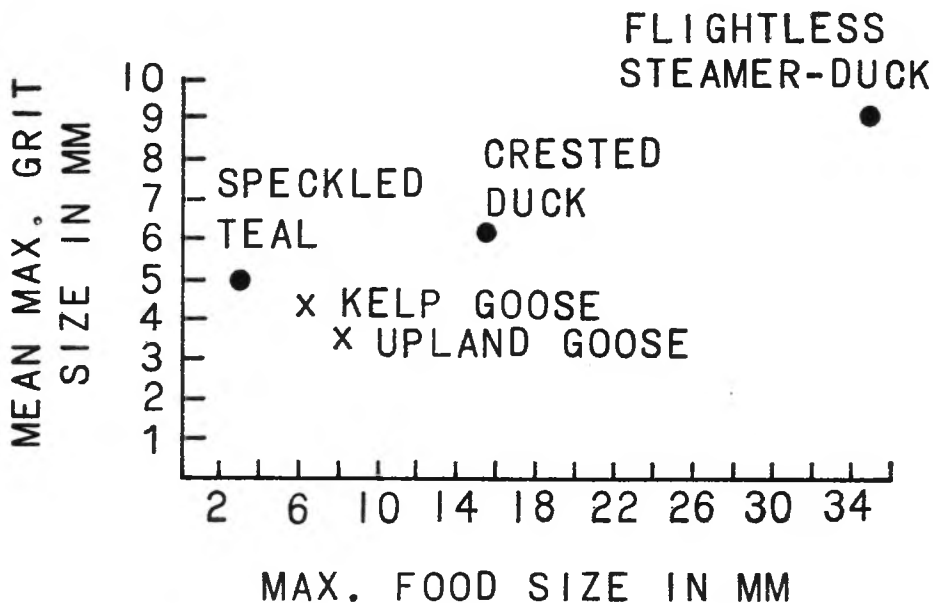 MEAN MAX. GRIT
SIZE IN MM
10
9
8
7
6
5
4
3
2
1
FLIGHTLESS
STEAMER-DUCK
CRESTED
DUCK
SPECKLED
TEAL
x KELP GOOSE
x UPLAND GOOSE
2 6 10 14 18 22 26 30 34
MAX. FOOD SIZE IN MM